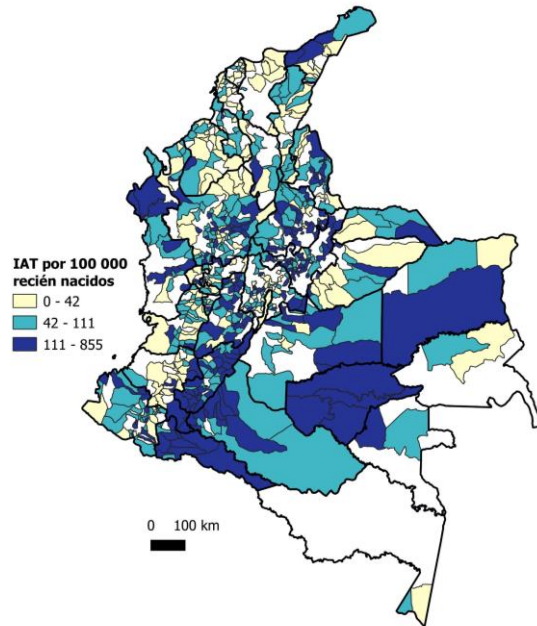 IAT por 100 000
recién nacidos
0 - 42
42 - 111
111 - 855
0 100 km